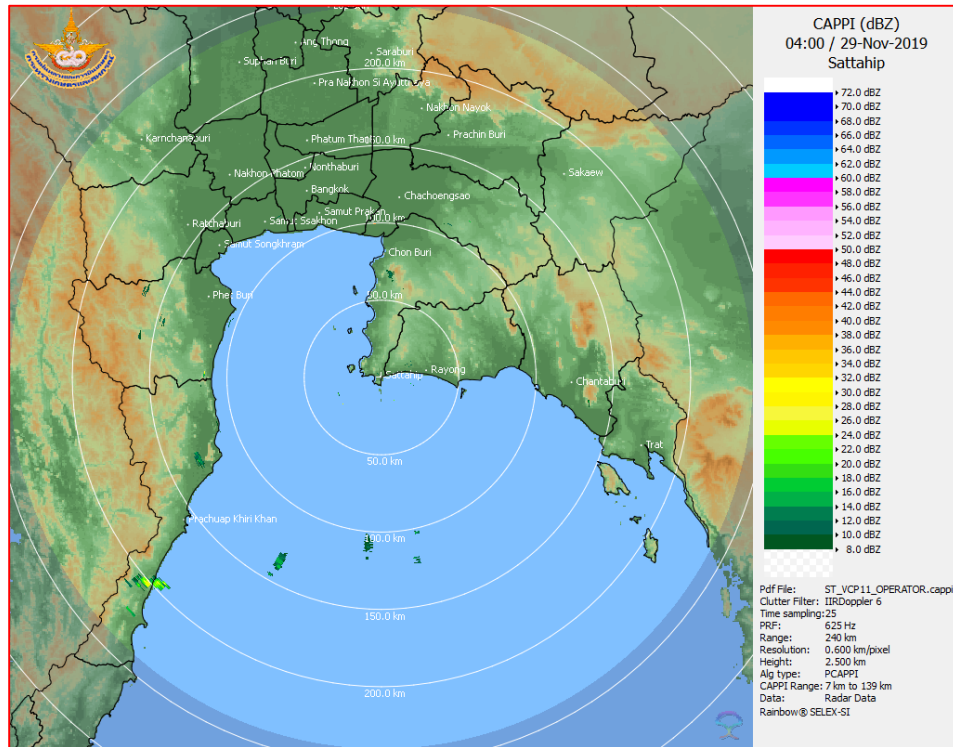 CAPPI (dBZ)
04:00 / 29-Nov-2019
Sattahip
72.0 dBZ
70.0 dBZ
68.0 dBZ
66.0 dBZ
64.0 dBZ
62.0 dBZ
60.0 dBZ
58.0 dBZ
56.0 dBZ
54.0 dBZ
52.0 dBZ
50.0 dBZ
48.0 dBZ
46.0 dBZ
44.0 dBZ
42.0 dBZ
40.0 dBZ
38.0 dBZ
36.0 dBZ
34.0 dBZ
32.0 dBZ
30.0 dBZ
28.0 dBZ
26.0 dBZ
24.0 dBZ
22.0 dBZ
20.0 dBZ
18.0 dBZ
16.0 dBZ
14.0 dBZ
12.0 dBZ
10.0 dBZ
8.0 dBZ
Pdf File: ST_VCP11_OPERATOR.cappi
Clutter Filter: IIRDoppler 6
Time sampling:25
PRF: 625 Hz
Range: 240 km
Resolution: 0.600 km/pixel
Height: 2.500 km
Alg type: PCAPPI
CAPPI Range: 7 km to 139 km
Data: Radar Data
Rainbow® SELEX-SI
Ang Thong
Saraburi
Suphan Buri
200.0 km
Pra Nakhon Si Ayutthaya
Nakhon Nayok
Karnchanaburi
Phatum Thani
Prachin Buri
Nonthaburi
Nakhon Phatom
Sakaew
Bangkok
Chachoengsao
Samut Prakan
Ratchaburi
Samut Ssakhon
100.0 km
Samut Songkhram
Chon Buri
Phet Buri
50.0 km
Rayong
Sattahip
Chantaburi
Trat
50.0 km
Prachuap Khiri Khan
100.0 km
150.0 km
200.0 km